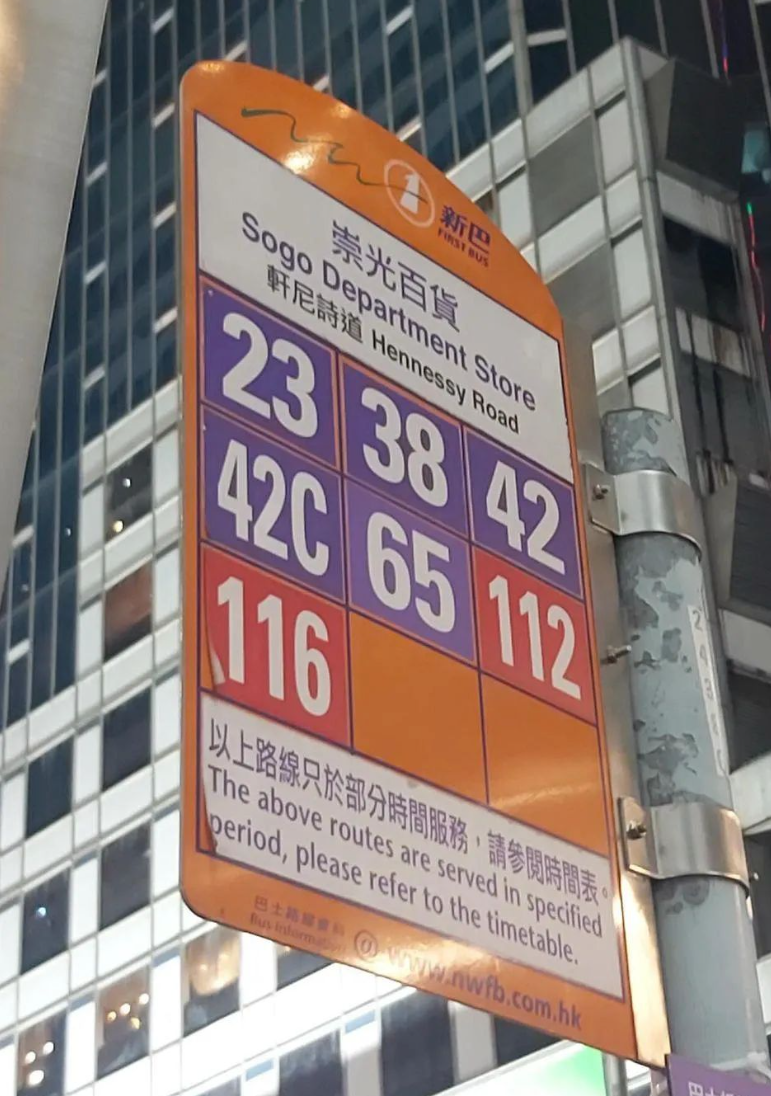 新巴
FIRST BUS
崇光百貨
Sogo Department Store
軒尼詩道 Hennessy Road
23 38 42
42C 65 112
116
以上路線只於部分時間服務，請參閱時間表。
The above routes are served in specified
period, please refer to the timetable.
巴士路線資料
Bus Information @ www.nwfb.com.hk